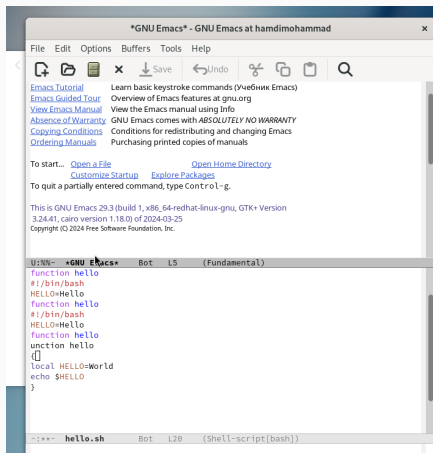 *GNU Emacs* - GNU Emacs at hamdimohammad
File Edit Options Buffers Tools Help
Save Undo
Emacs Tutorial Learn basic keystroke commands (Учебник Emacs)
Emacs Guided Tour Overview of Emacs features at gnu.org
View Emacs Manual View the Emacs manual using Info
Absence of Warranty GNU Emacs comes with ABSOLUTELY NO WARRANTY
Copying Conditions Conditions for redistributing and changing Emacs
Ordering Manuals Purchasing printed copies of manuals
To start... Open a File Open Home Directory
Customize Startup Explore Packages
To quit a partially entered command, type Control-g.
This is GNU Emacs 29.3 (build 1, x86_64-redhat-linux-gnu, GTK+ Version
3.24.41, cairo version 1.18.0) of 2024-03-25
Copyright (C) 2024 Free Software Foundation, Inc.
U:%%- *GNU Emacs* Bot L5 (Fundamental)
function hello
#!/bin/bash
HELLO=Hello
function hello
#!/bin/bash
HELLO=Hello
function hello
unction hello
{
local HELLO=World
echo $HELLO
}
-:**- hello.sh Bot L20 (Shell-script[bash])